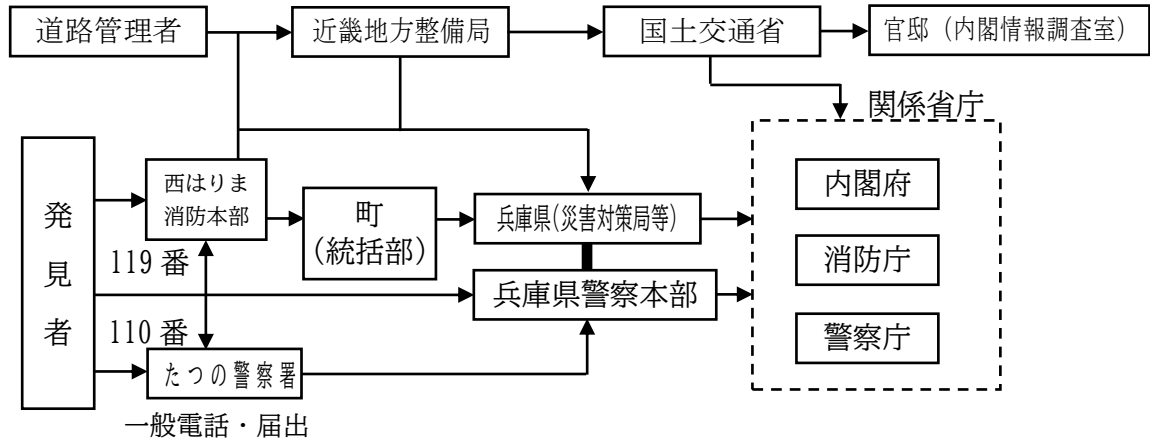 道路管理者
近畿地方整備局
国土交通省
官邸（内閣情報調査室）
関係省庁
発見者
西はりま
消防本部
町
（統括部）
兵庫県(災害対策局等)
内閣府
119番
消防庁
兵庫県警察本部
110番
たつの警察署
警察庁
一般電話・届出